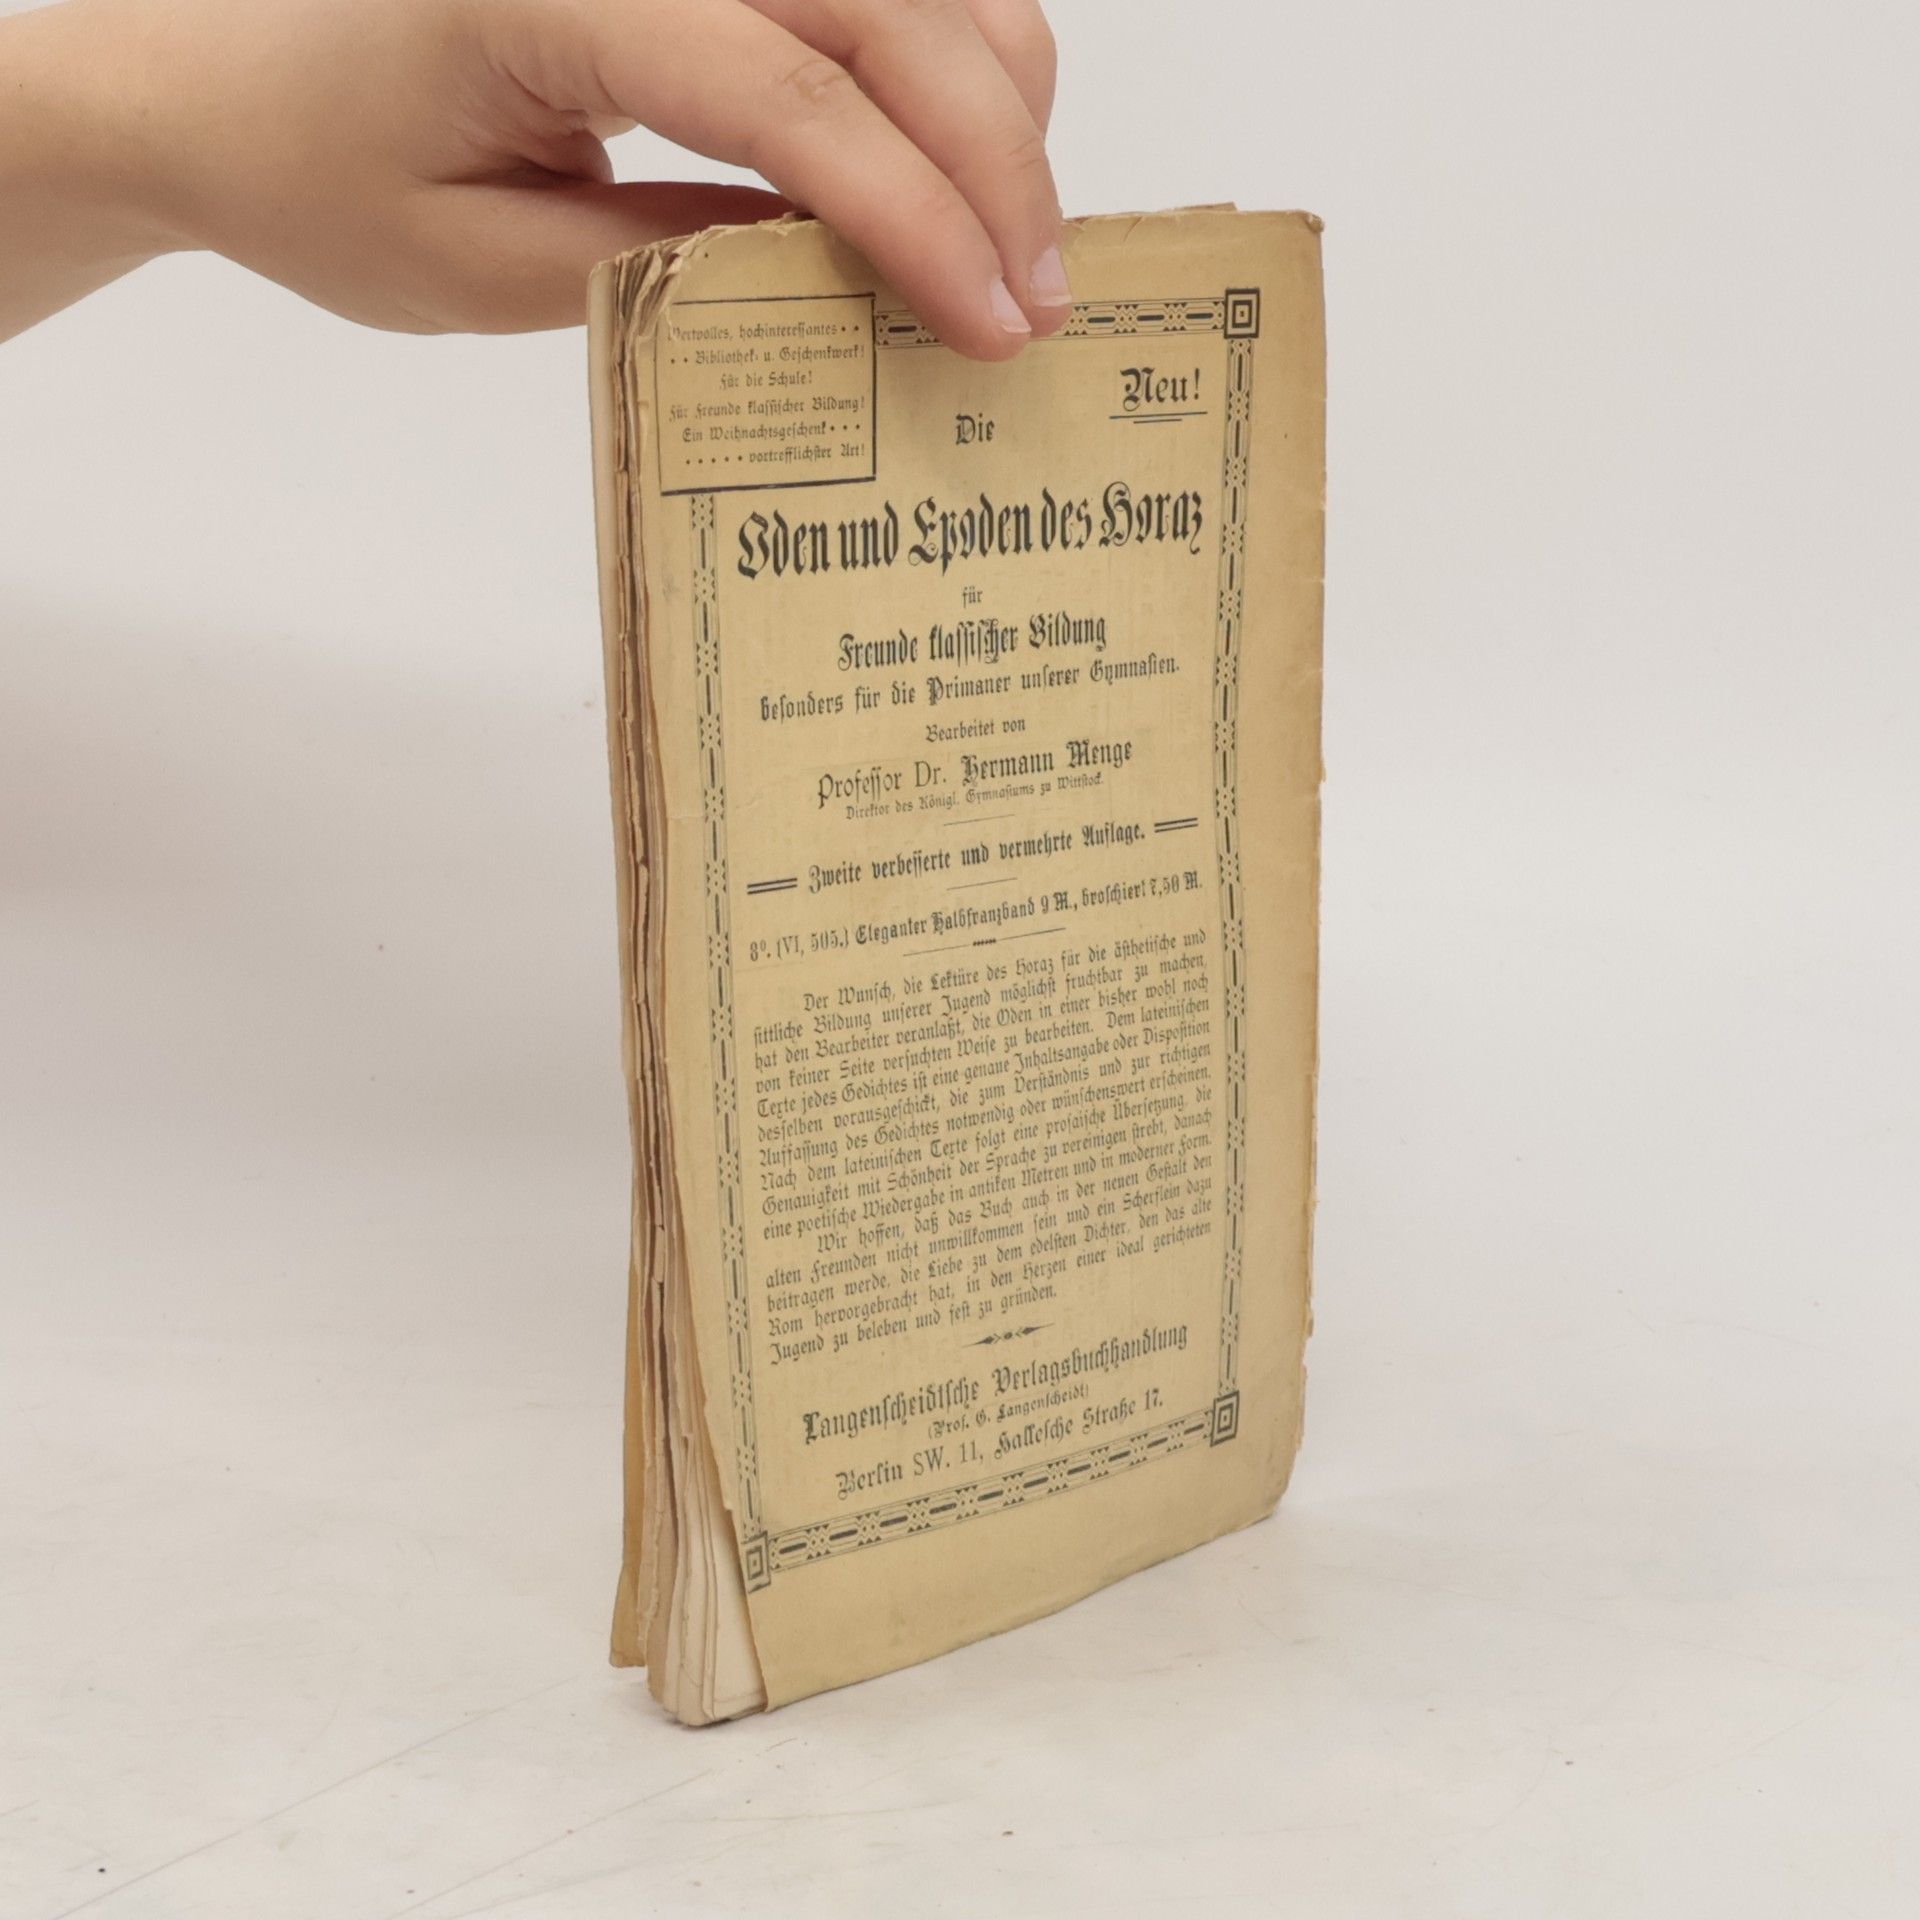 Wertvolles, hochinteressantes • •
• • Bibliothek- u. Geschenkwerk!
Für die Schule!
Für Freunde klassischer Bildung!
Ein Weihnachtsgeschenk • • •
• • • • • vortrefflichster Art!
Neu!
Die
Oden und Epoden des Horaz
für
Freunde klassischer Bildung
besonders für die Primaner unserer Gymnasien.
Bearbeitet von
Professor Dr. Hermann Menge
Direktor des Königl. Gymnasiums zu Wittstock.
Zweite verbesserte und vermehrte Auflage.
8°. (VI, 505.) Eleganter Halbfranzband 9 M., broschiert 7,50 M.
Der Wunsch, die Lektüre des Horaz für die ästhetische und
sittliche Bildung unserer Jugend möglichst fruchtbar zu machen,
hat den Bearbeiter veranlaßt, die Oden in einer bisher wohl noch
von keiner Seite versuchten Weise zu bearbeiten. Dem lateinischen
Texte jedes Gedichtes ist eine genaue Inhaltsangabe oder Disposition
desselben vorausgeschickt, die zum Verständnis und zur richtigen
Auffassung des Gedichtes notwendig oder wünschenswert erscheinen.
Nach dem lateinischen Texte folgt eine prosaische Übersetzung, die
Genauigkeit mit Schönheit der Sprache zu vereinigen strebt, danach
eine poetische Wiedergabe in antiken Metren und in moderner Form.
Wir hoffen, daß das Buch auch in der neuen Gestalt den
alten Freunden nicht unwillkommen sein und ein Scherflein dazu
beitragen werde, die Liebe zu dem edelsten Dichter, den das alte
Rom hervorgebracht hat, in den Herzen einer ideal gerichteten
Jugend zu beleben und fest zu gründen.
Langenscheidtsche Verlagsbuchhandlung
(Prof. G. Langenscheidt)
Berlin SW. 11, Hallesche Straße 17.